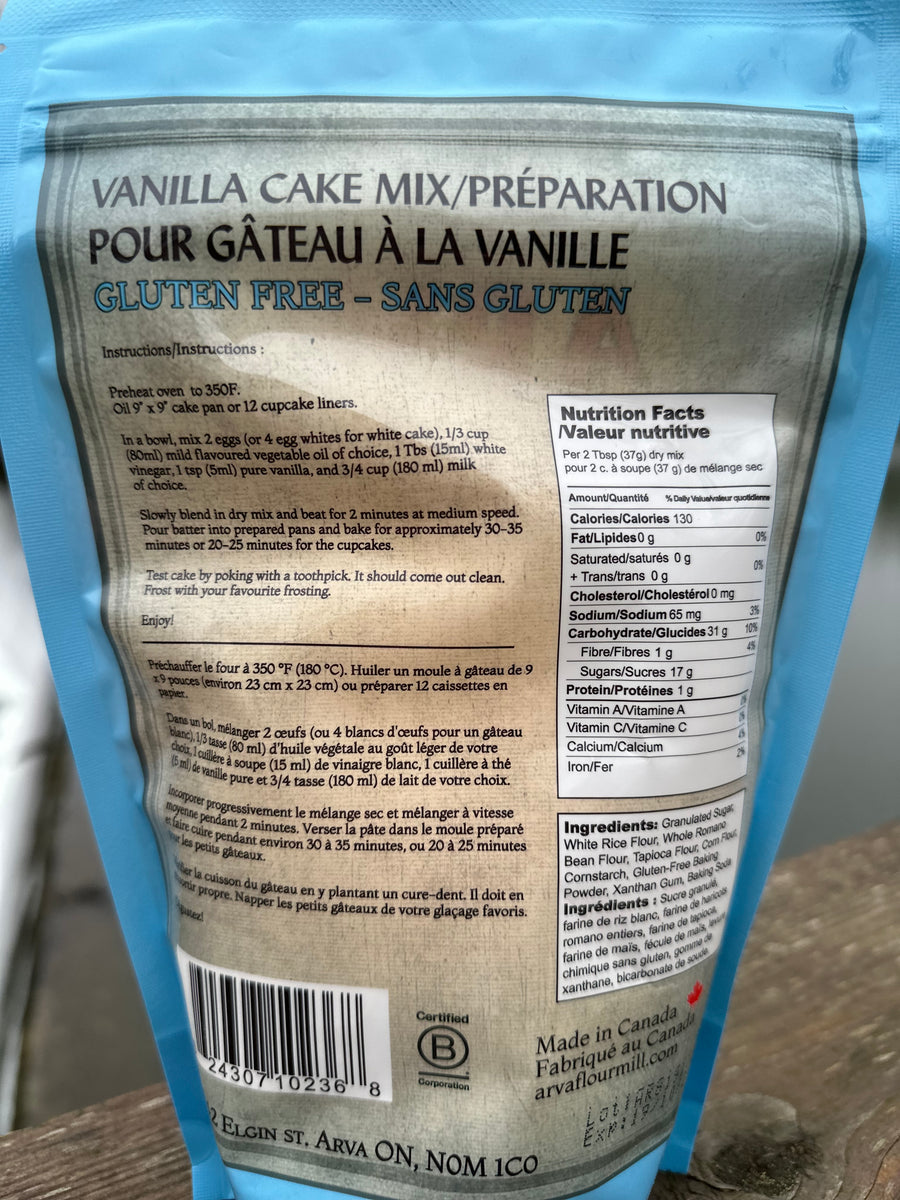 VANILLA CAKE MIX/PRÉPARATION
POUR GÂTEAU À LA VANILLE
GLUTEN FREE – SANS GLUTEN
Instructions/Instructions :
Preheat oven to 350F.
Oil 9" x 9" cake pan or 12 cupcake liners.
In a bowl, mix 2 eggs (or 4 egg whites for white cake), 1/3 cup
(80ml) mild flavoured vegetable oil of choice, 1 Tbs (15ml) white
vinegar, 1 tsp (5ml) pure vanilla, and 3/4 cup (180 ml) milk
of choice.
Slowly blend in dry mix and beat for 2 minutes at medium speed.
Pour batter into prepared pans and bake for approximately 30-35
minutes or 20-25 minutes for the cupcakes.
Test cake by poking with a toothpick. It should come out clean.
Frost with your favourite frosting.
Enjoy!
Préchauffer le four à 350 °F (180 °C). Huiler un moule à gâteau de 9
x 9 pouces (environ 23 cm x 23 cm) ou préparer 12 caissettes en
papier.
Dans un bol, mélanger 2 œufs (ou 4 blancs d'œufs pour un gâteau
blanc), 1/3 tasse (80 ml) d'huile végétale au goût léger de votre
choix, 1 cuillère à soupe (15 ml) de vinaigre blanc, 1 cuillère à thé
(5 ml) de vanille pure et 3/4 tasse (180 ml) de lait de votre choix.
Incorporer progressivement le mélange sec et mélanger à vitesse
moyenne pendant 2 minutes. Verser la pâte dans le moule préparé
et faire cuire pendant environ 30 à 35 minutes, ou 20 à 25 minutes
les petits gâteaux.
la cuisson du gâteau en y plantant un cure-dent. Il doit en
propre. Napper les petits gâteaux de votre glaçage favoris.
Nutrition Facts
Valeur nutritive
Per 2 Tbsp (37g) dry mix
pour 2 c. à soupe (37 g) de mélange sec
Amount/Quantité % Daily Value/valeur quotidienne
Calories/Calories 130
Fat/Lipides 0 g 0%
Saturated/saturés 0 g
+ Trans/trans 0 g 0%
Cholesterol/Cholestérol 0 mg
Sodium/Sodium 65 mg 3%
Carbohydrate/Glucides 31 g 10%
Fibre/Fibres 1 g 4%
Sugars/Sucres 17 g
Protein/Protéines 1 g
Vitamin A/Vitamine A 0%
Vitamin C/Vitamine C 0%
Calcium/Calcium 4%
Iron/Fer 2%
Ingredients: Granulated Sugar,
White Rice Flour, Whole Romano
Bean Flour, Tapioca Flour, Corn Flour,
Cornstarch, Gluten-Free Baking
Powder, Xanthan Gum, Baking Soda
Ingrédients : Sucre granulé,
farine de riz blanc, farine de haricots
romano entiers, farine de tapioca,
farine de maïs, fécule de maïs, levure
chimique sans gluten, gomme de
xanthane, bicarbonate de soude.
24307 10236 8
Certified
B
Corporation
Made in Canada
Fabriqué au Canada
arvaflourmill.com
Lot:
Exp:
2 ELGIN ST. ARVA ON, N0M 1C0